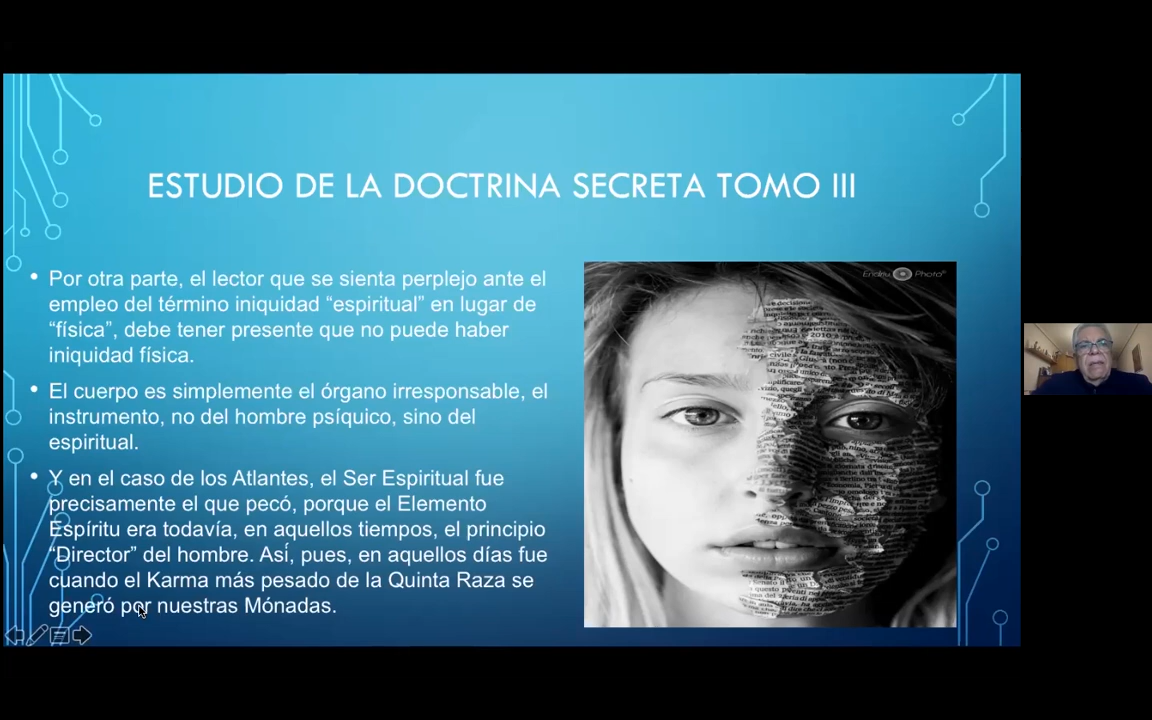 ESTUDIO DE LA DOCTRINA SECRETA TOMO III
• Por otra parte, el lector que se sienta perplejo ante el
empleo del término iniquidad “espiritual” en lugar de
“física”, debe tener presente que no puede haber
iniquidad física.
• El cuerpo es simplemente el órgano irresponsable, el
instrumento, no del hombre psíquico, sino del
espiritual.
• Y en el caso de los Atlantes, el Ser Espiritual fue
precisamente el que pecó, porque el Elemento
Espíritu era todavía, en aquellos tiempos, el principio
“Director” del hombre. Así, pues, en aquellos días fue
cuando el Karma más pesado de la Quinta Raza se
generó por nuestras Mónadas.